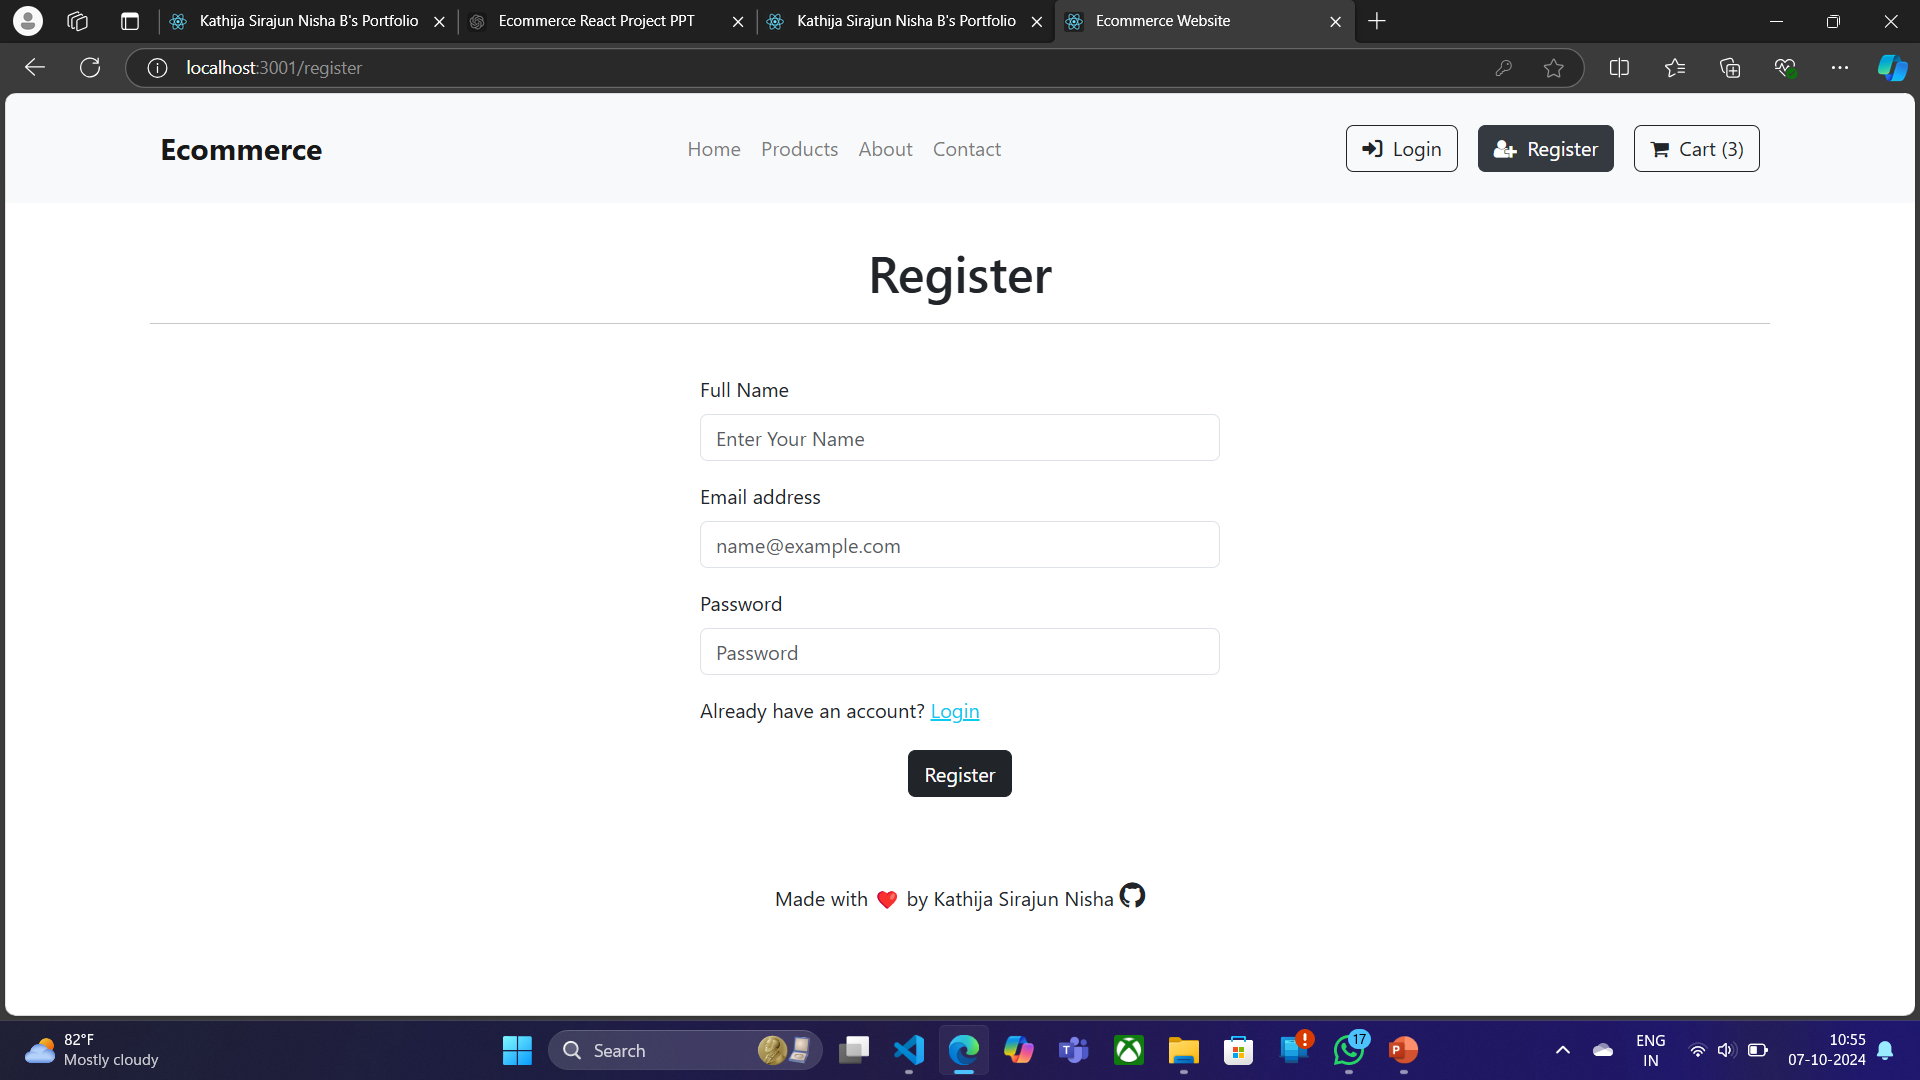 Kathija Sirajun Nisha B's Portfolio
Ecommerce React Project PPT
Kathija Sirajun Nisha B's Portfolio
Ecommerce Website
localhost:3001/register
Ecommerce
Home
Products
About
Contact
Login
Register
Cart (3)
Register
Full Name
Enter Your Name
Email address
name@example.com
Password
Password
Already have an account? Login
Register
Made with ❤️ by Kathija Sirajun Nisha
82°F
Mostly cloudy
Search
17
ENG
IN
10:55
07-10-2024